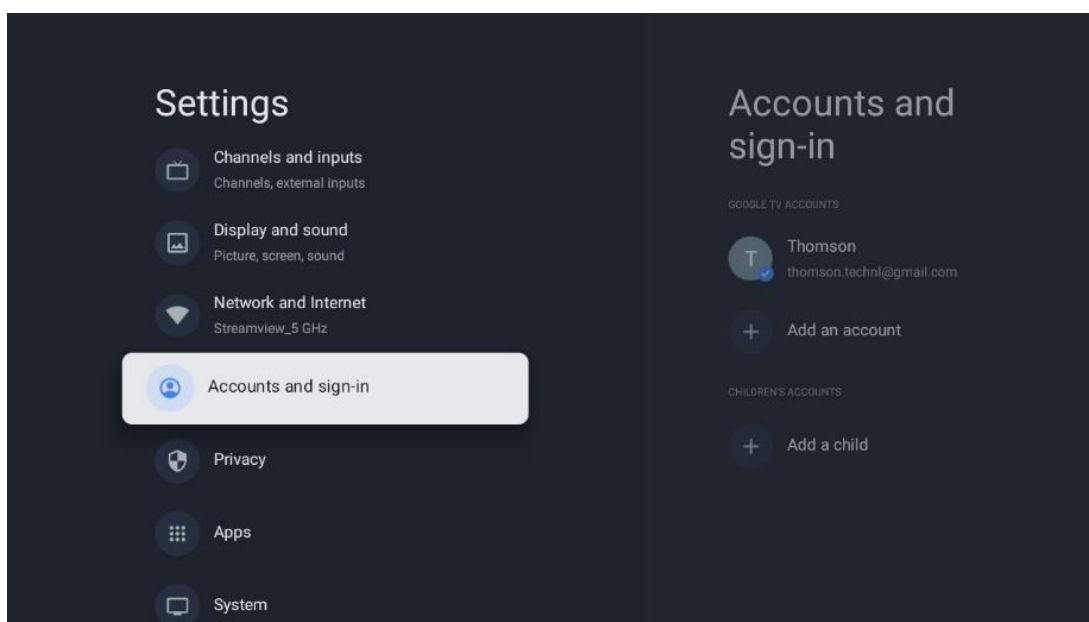 Settings
Channels and inputs
Channels, external inputs
Display and sound
Picture, screen, sound
Network and Internet
Streamview_5 GHz
Accounts and sign-in
Privacy
Apps
System
Accounts and
sign-in
GOOGLE TV ACCOUNTS
T
Thomson
thomson.technl@gmail.com
Add an account
CHILDREN'S ACCOUNTS
Add a child